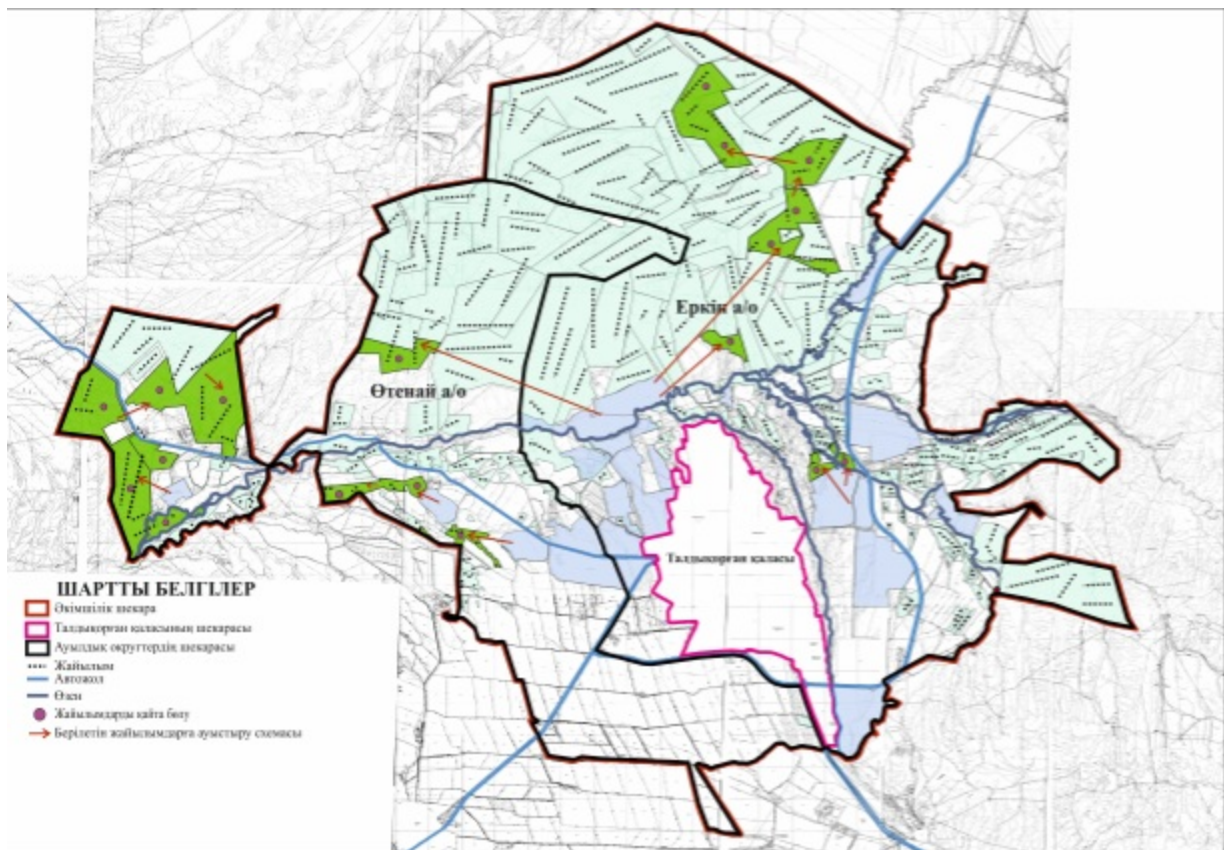 Еркін а/о
Өтенай а/о
Талдықорған қаласы
ШАРТТЫ БЕЛГІЛЕР
Әкімшілік шекара
Талдықорған қаласының шекарасы
Ауылдық округтердің шекарасы
Жайылым
Автожол
Өзен
Жайылымдарды қайта бөлу
Берілетін жайылымдарға ауыстыру схемасы